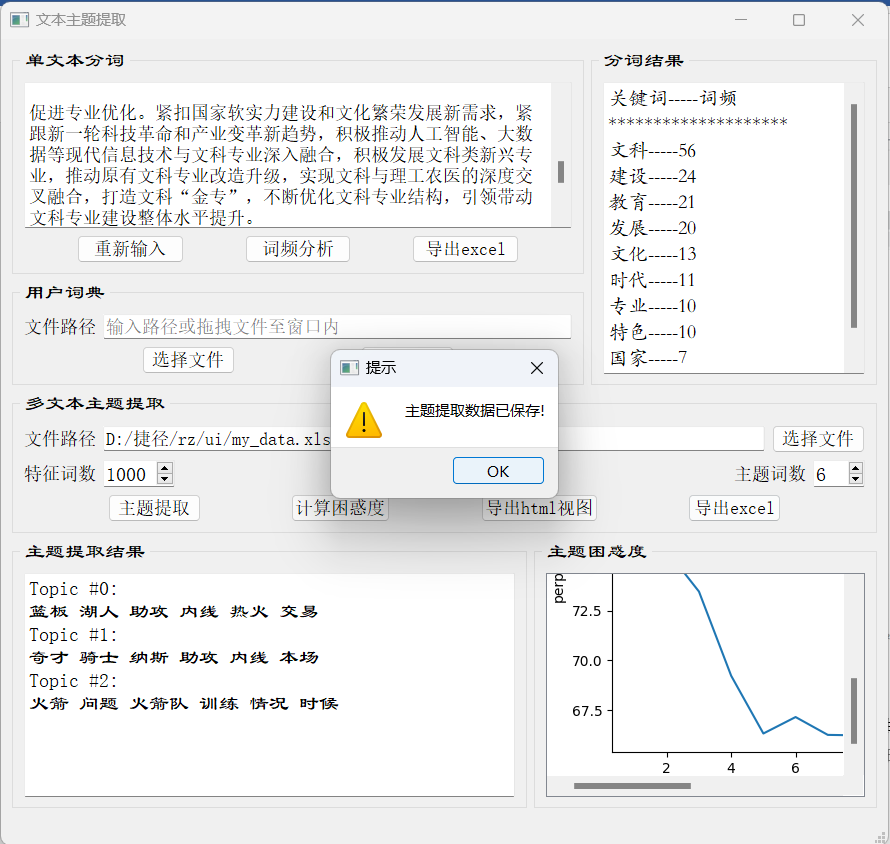 文本主题提取
单文本分词
促进专业优化。紧扣国家软实力建设和文化繁荣发展新需求，紧
跟新一轮科技革命和产业变革新趋势，积极推动人工智能、大数
据等现代信息技术与文科专业深入融合，积极发展文科类新兴专
业，推动原有文科专业改造升级，实现文科与理工农医的深度交
叉融合，打造文科“金专”，不断优化文科专业结构，引领带动
文科专业建设整体水平提升。
重新输入 词频分析 导出excel
分词结果
关键词-----词频
********************
文科-----56
建设-----24
教育-----21
发展-----20
文化-----13
时代-----11
专业-----10
特色-----10
国家-----7
用户词典
文件路径 输入路径或拖拽文件至窗口内
选择文件
提示
主题提取数据已保存!
OK
多文本主题提取
文件路径 D:/捷径/rz/ui/my_data.xls 选择文件
特征词数 1000 主题词数 6
主题提取 计算困惑度 导出html视图 导出excel
主题提取结果
Topic #0:
篮板 湖人 助攻 内线 热火 交易
Topic #1:
奇才 骑士 纳斯 助攻 内线 本场
Topic #2:
火箭 问题 火箭队 训练 情况 时候
主题困惑度
perp
72.5
70.0
67.5
2 4 6